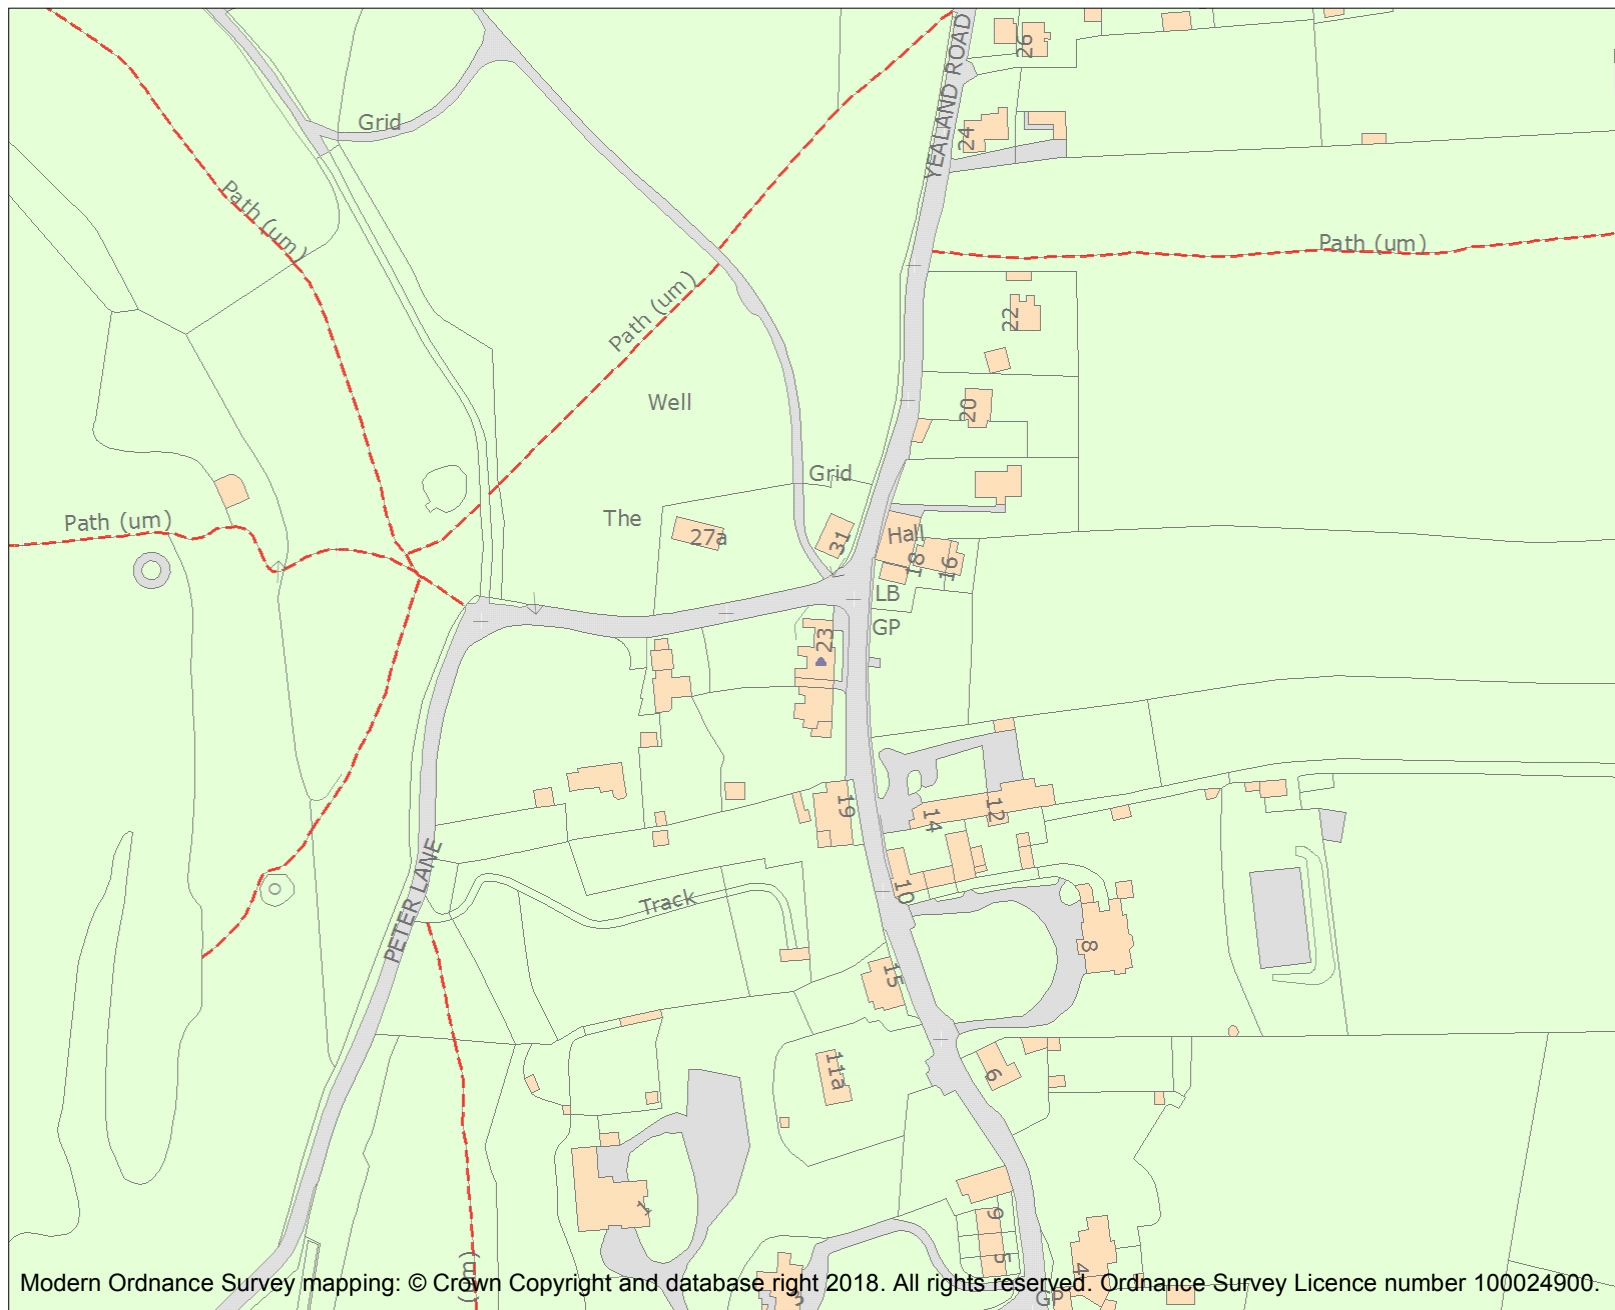 YEALAND ROAD
26
Grid
24
Path (um)
Path (um)
Path (um)
22
Well
20
Grid
Path (um)
The
27a
31
Hall
18
16
LB
GP
23
19
14
12
10
PETER LANE
Track
8
15
11a
6
1
9
5
4
(um)
GP
Modern Ordnance Survey mapping: © Crown Copyright and database right 2018. All rights reserved. Ordnance Survey Licence number 100024900.